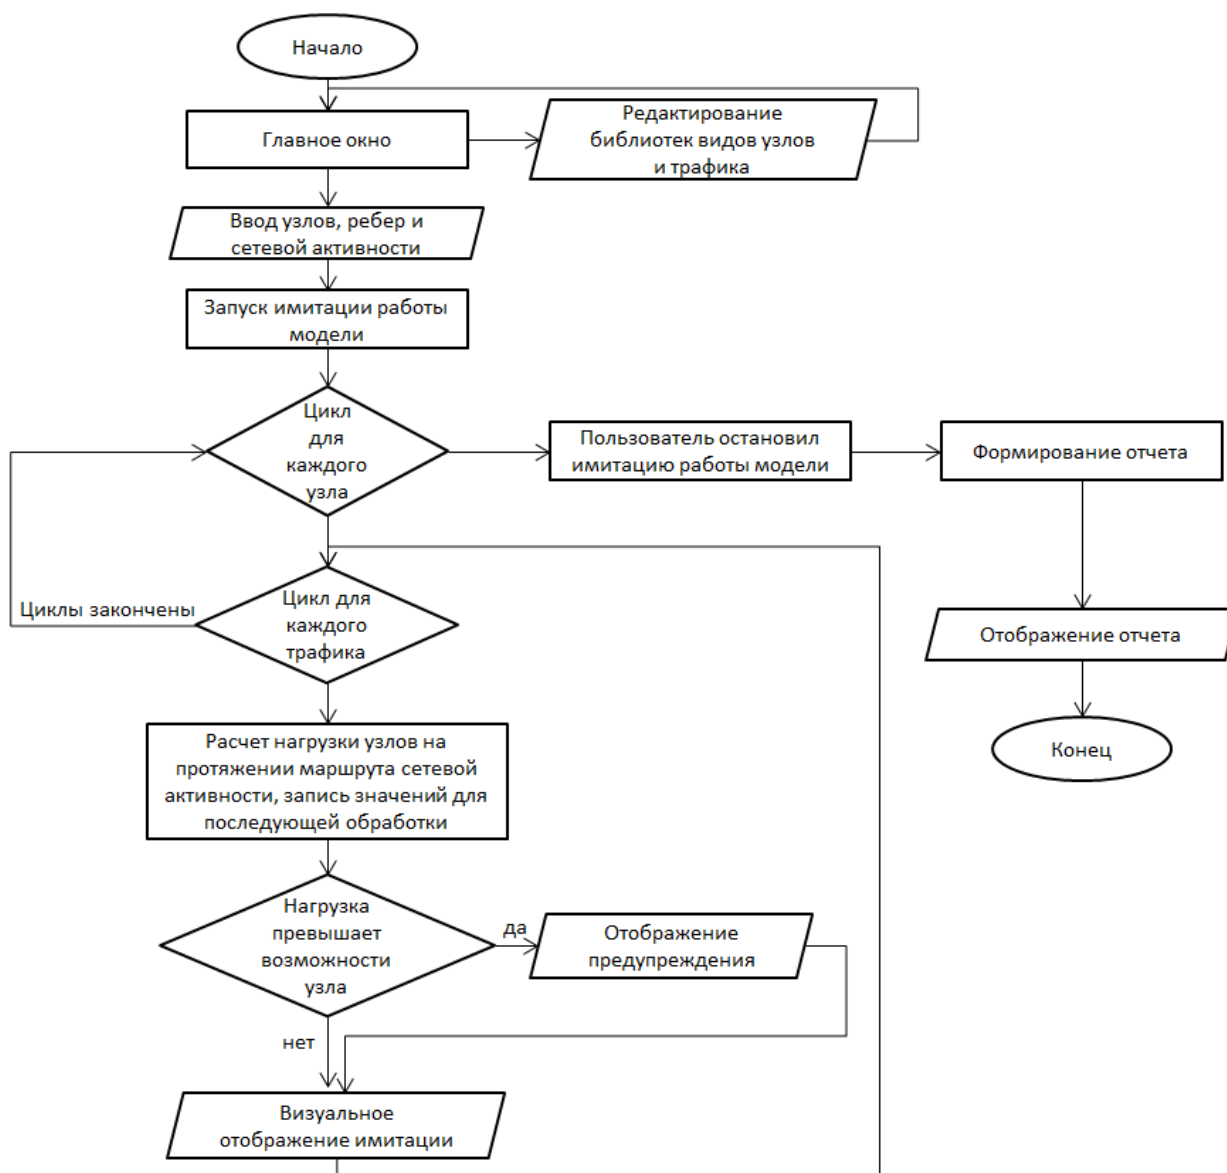 Начало
Главное окно
Редактирование
библиотек видов узлов
и трафика
Ввод узлов, ребер и
сетевой активности
Запуск имитации работы
модели
Цикл
для
каждого
узла
Пользователь остановил
имитацию работы модели
Формирование отчета
Циклы закончены
Цикл для
каждого
трафика
Отображение отчета
Конец
Расчет нагрузки узлов на
протяжении маршрута сетевой
активности, запись значений для
последующей обработки
Нагрузка
превышает
возможности
узла
да
Отображение
предупреждения
нет
Визуальное
отображение имитации